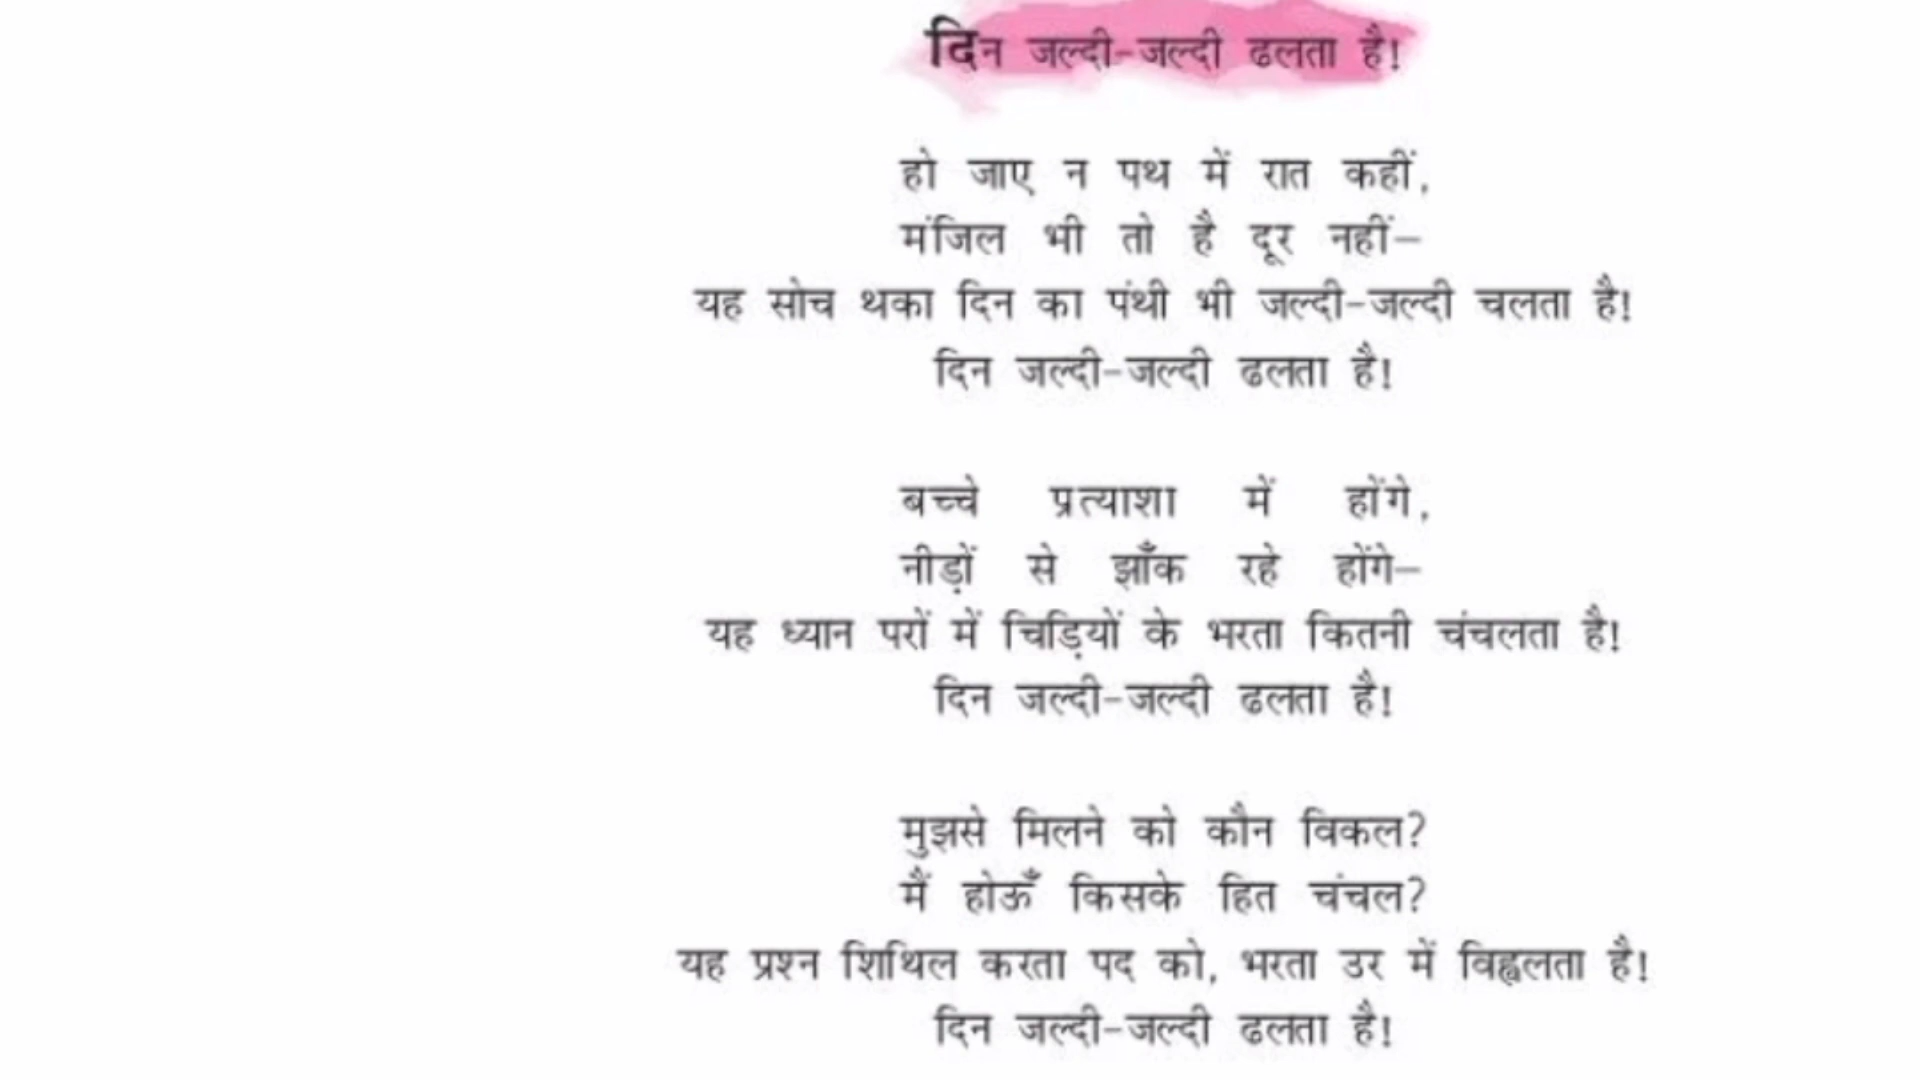 दिन जल्दी-जल्दी ढलता है!
हो जाए न पथ में रात कहीं,
मंजिल भी तो है दूर नहीं–
यह सोच थका दिन का पंथी भी जल्दी-जल्दी चलता है!
दिन जल्दी-जल्दी ढलता है!
बच्चे प्रत्याशा में होंगे,
नीड़ों से झाँक रहे होंगे–
यह ध्यान परों में चिड़ियों के भरता कितनी चंचलता है!
दिन जल्दी-जल्दी ढलता है!
मुझसे मिलने को कौन विकल?
मैं होऊँ किसके हित चंचल?
यह प्रश्न शिथिल करता पद को, भरता उर में विह्वलता है!
दिन जल्दी-जल्दी ढलता है!